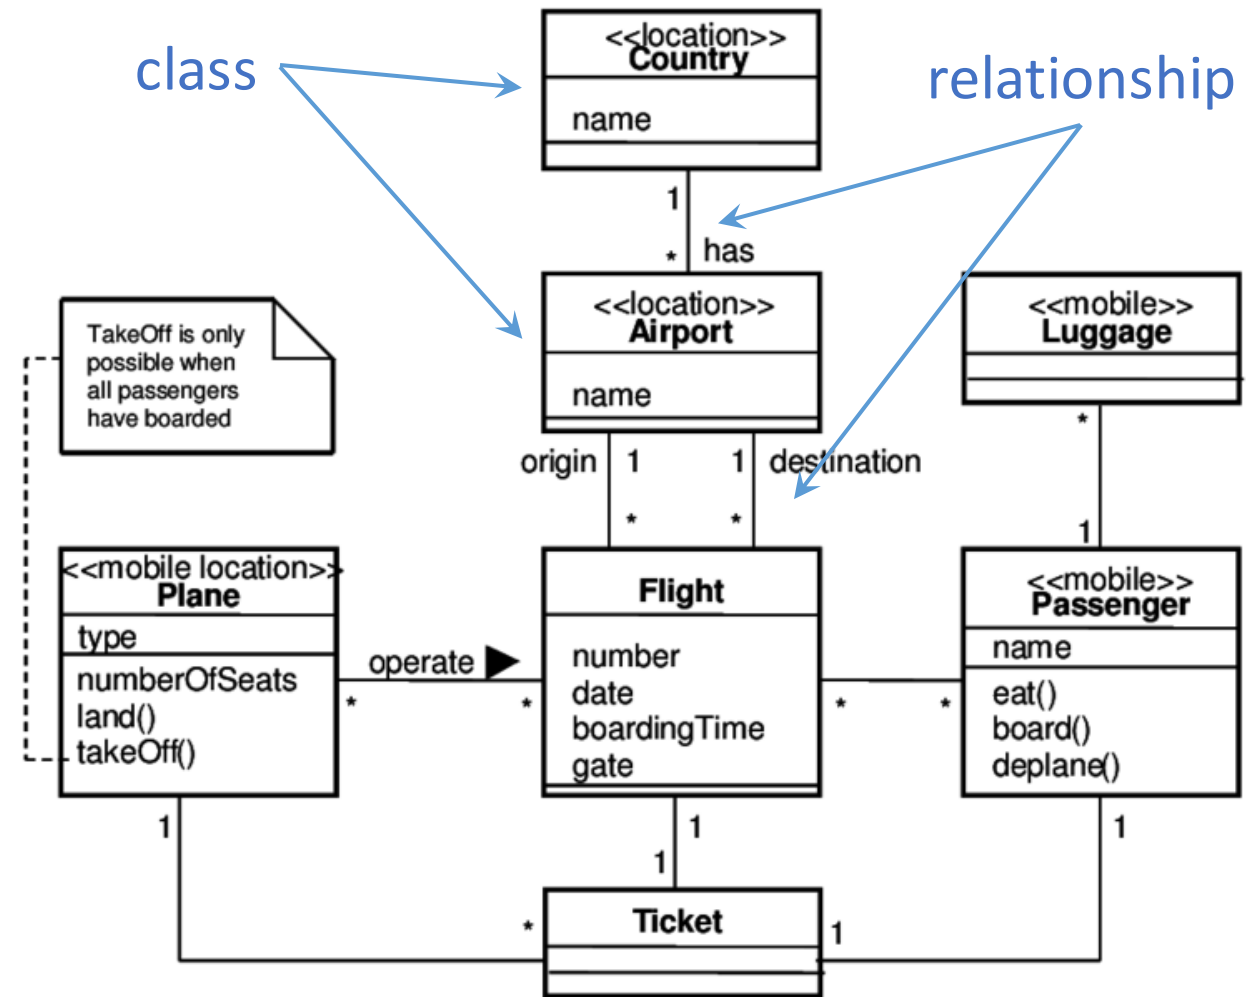 class
relationship
<<location>>
Country
name
1
* has
<<location>>
Airport
name
<<mobile>>
Luggage
TakeOff is only
possible when
all passengers
have boarded
origin 1 1 destination
* *
*
1
<<mobile location>>
Plane
type
numberOfSeats
land()
takeOff()
operate ▶
* *
Flight
number
date
boardingTime
gate
* *
<<mobile>>
Passenger
name
eat()
board()
deplane()
1
1
1
1
*
Ticket
1